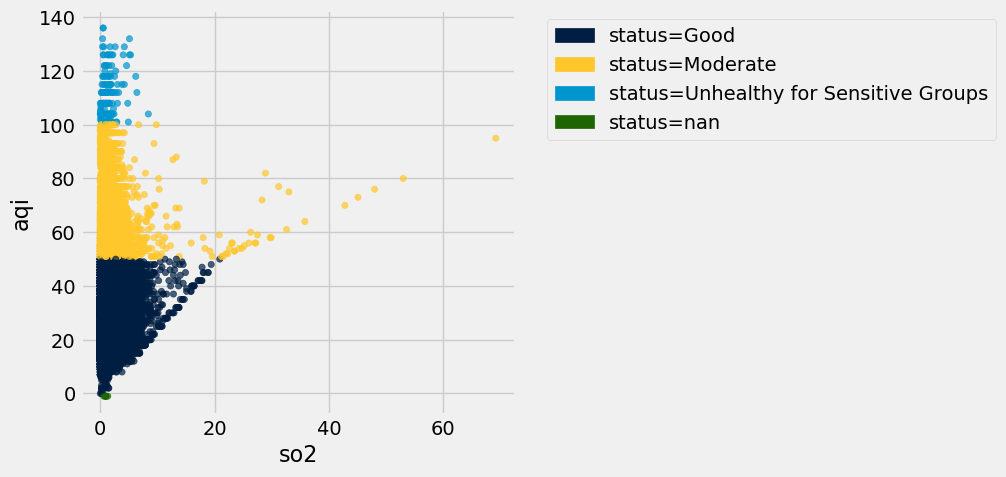 140
120
100
80
60
40
20
0
aqi
0 20 40 60
so2
status=Good
status=Moderate
status=Unhealthy for Sensitive Groups
status=nan